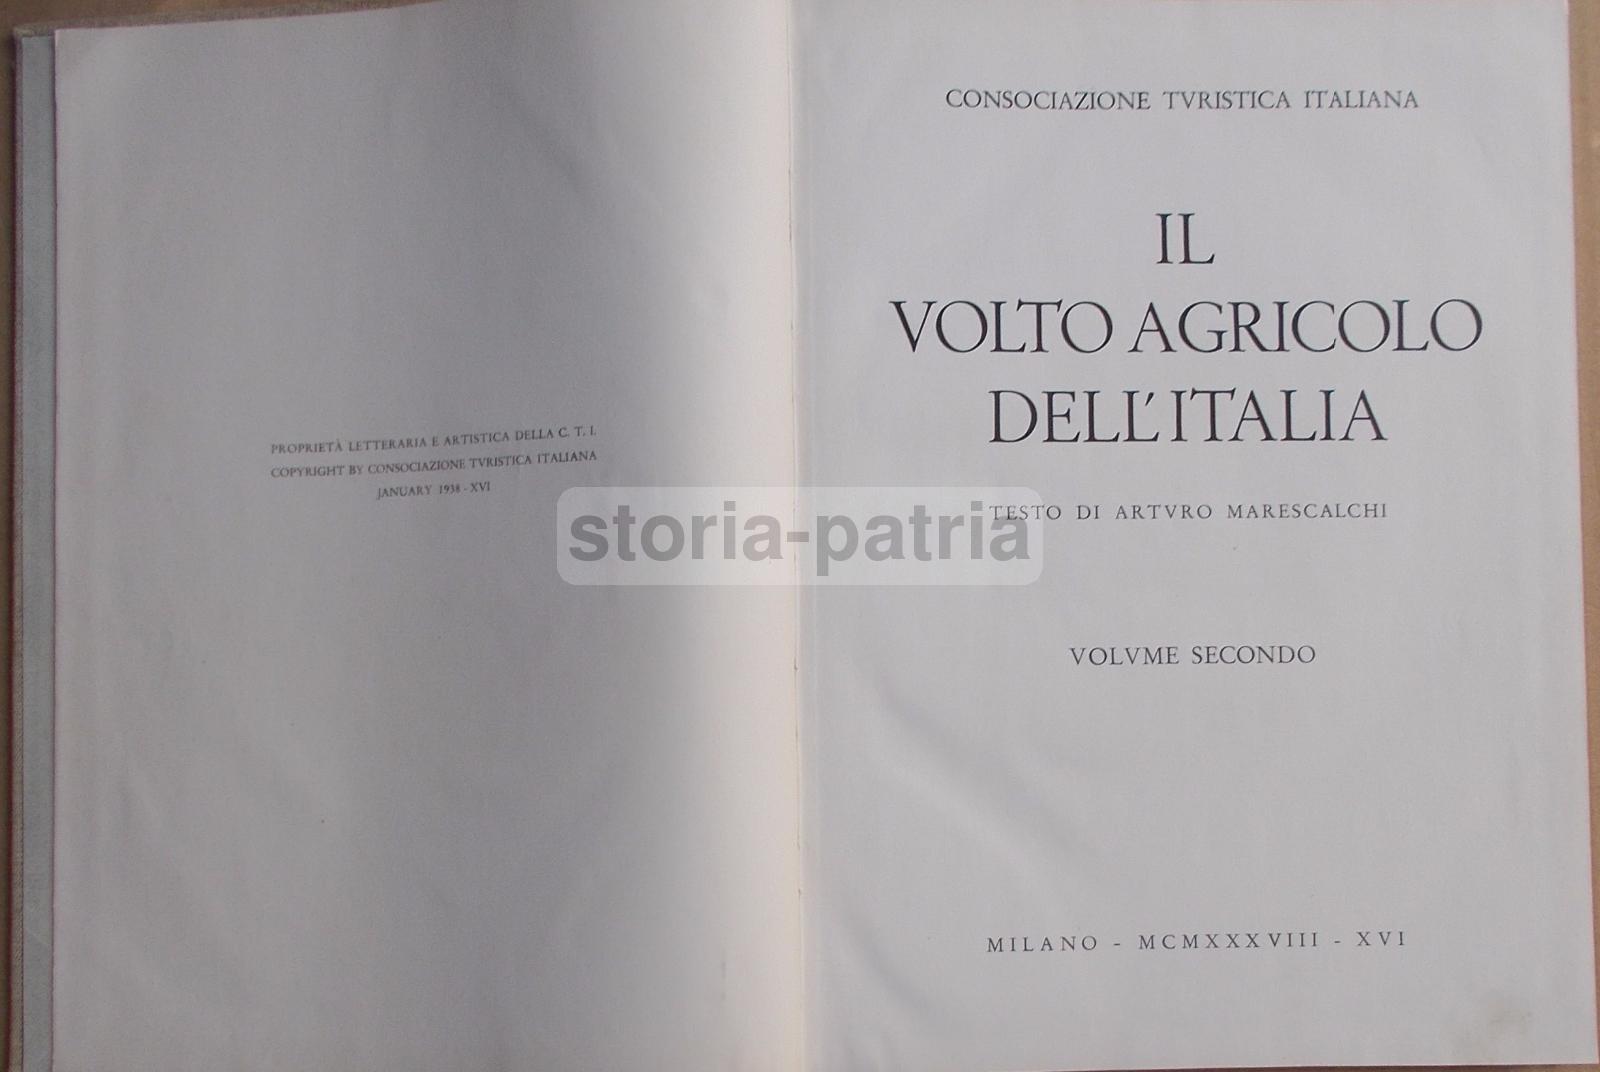 PROPRIETÀ LETTERARIA E ARTISTICA DELLA C. T. I.
COPYRIGHT BY CONSOCIAZIONE TVRISTICA ITALIANA
JANUARY 1938 - XVI
CONSOCIAZIONE TVRISTICA ITALIANA
IL
VOLTO AGRICOLO
DELL'ITALIA
TESTO DI ARTVRO MARESCALCHI
storia-patria
VOLVME SECONDO
MILANO - MCMXXXVIII - XVI